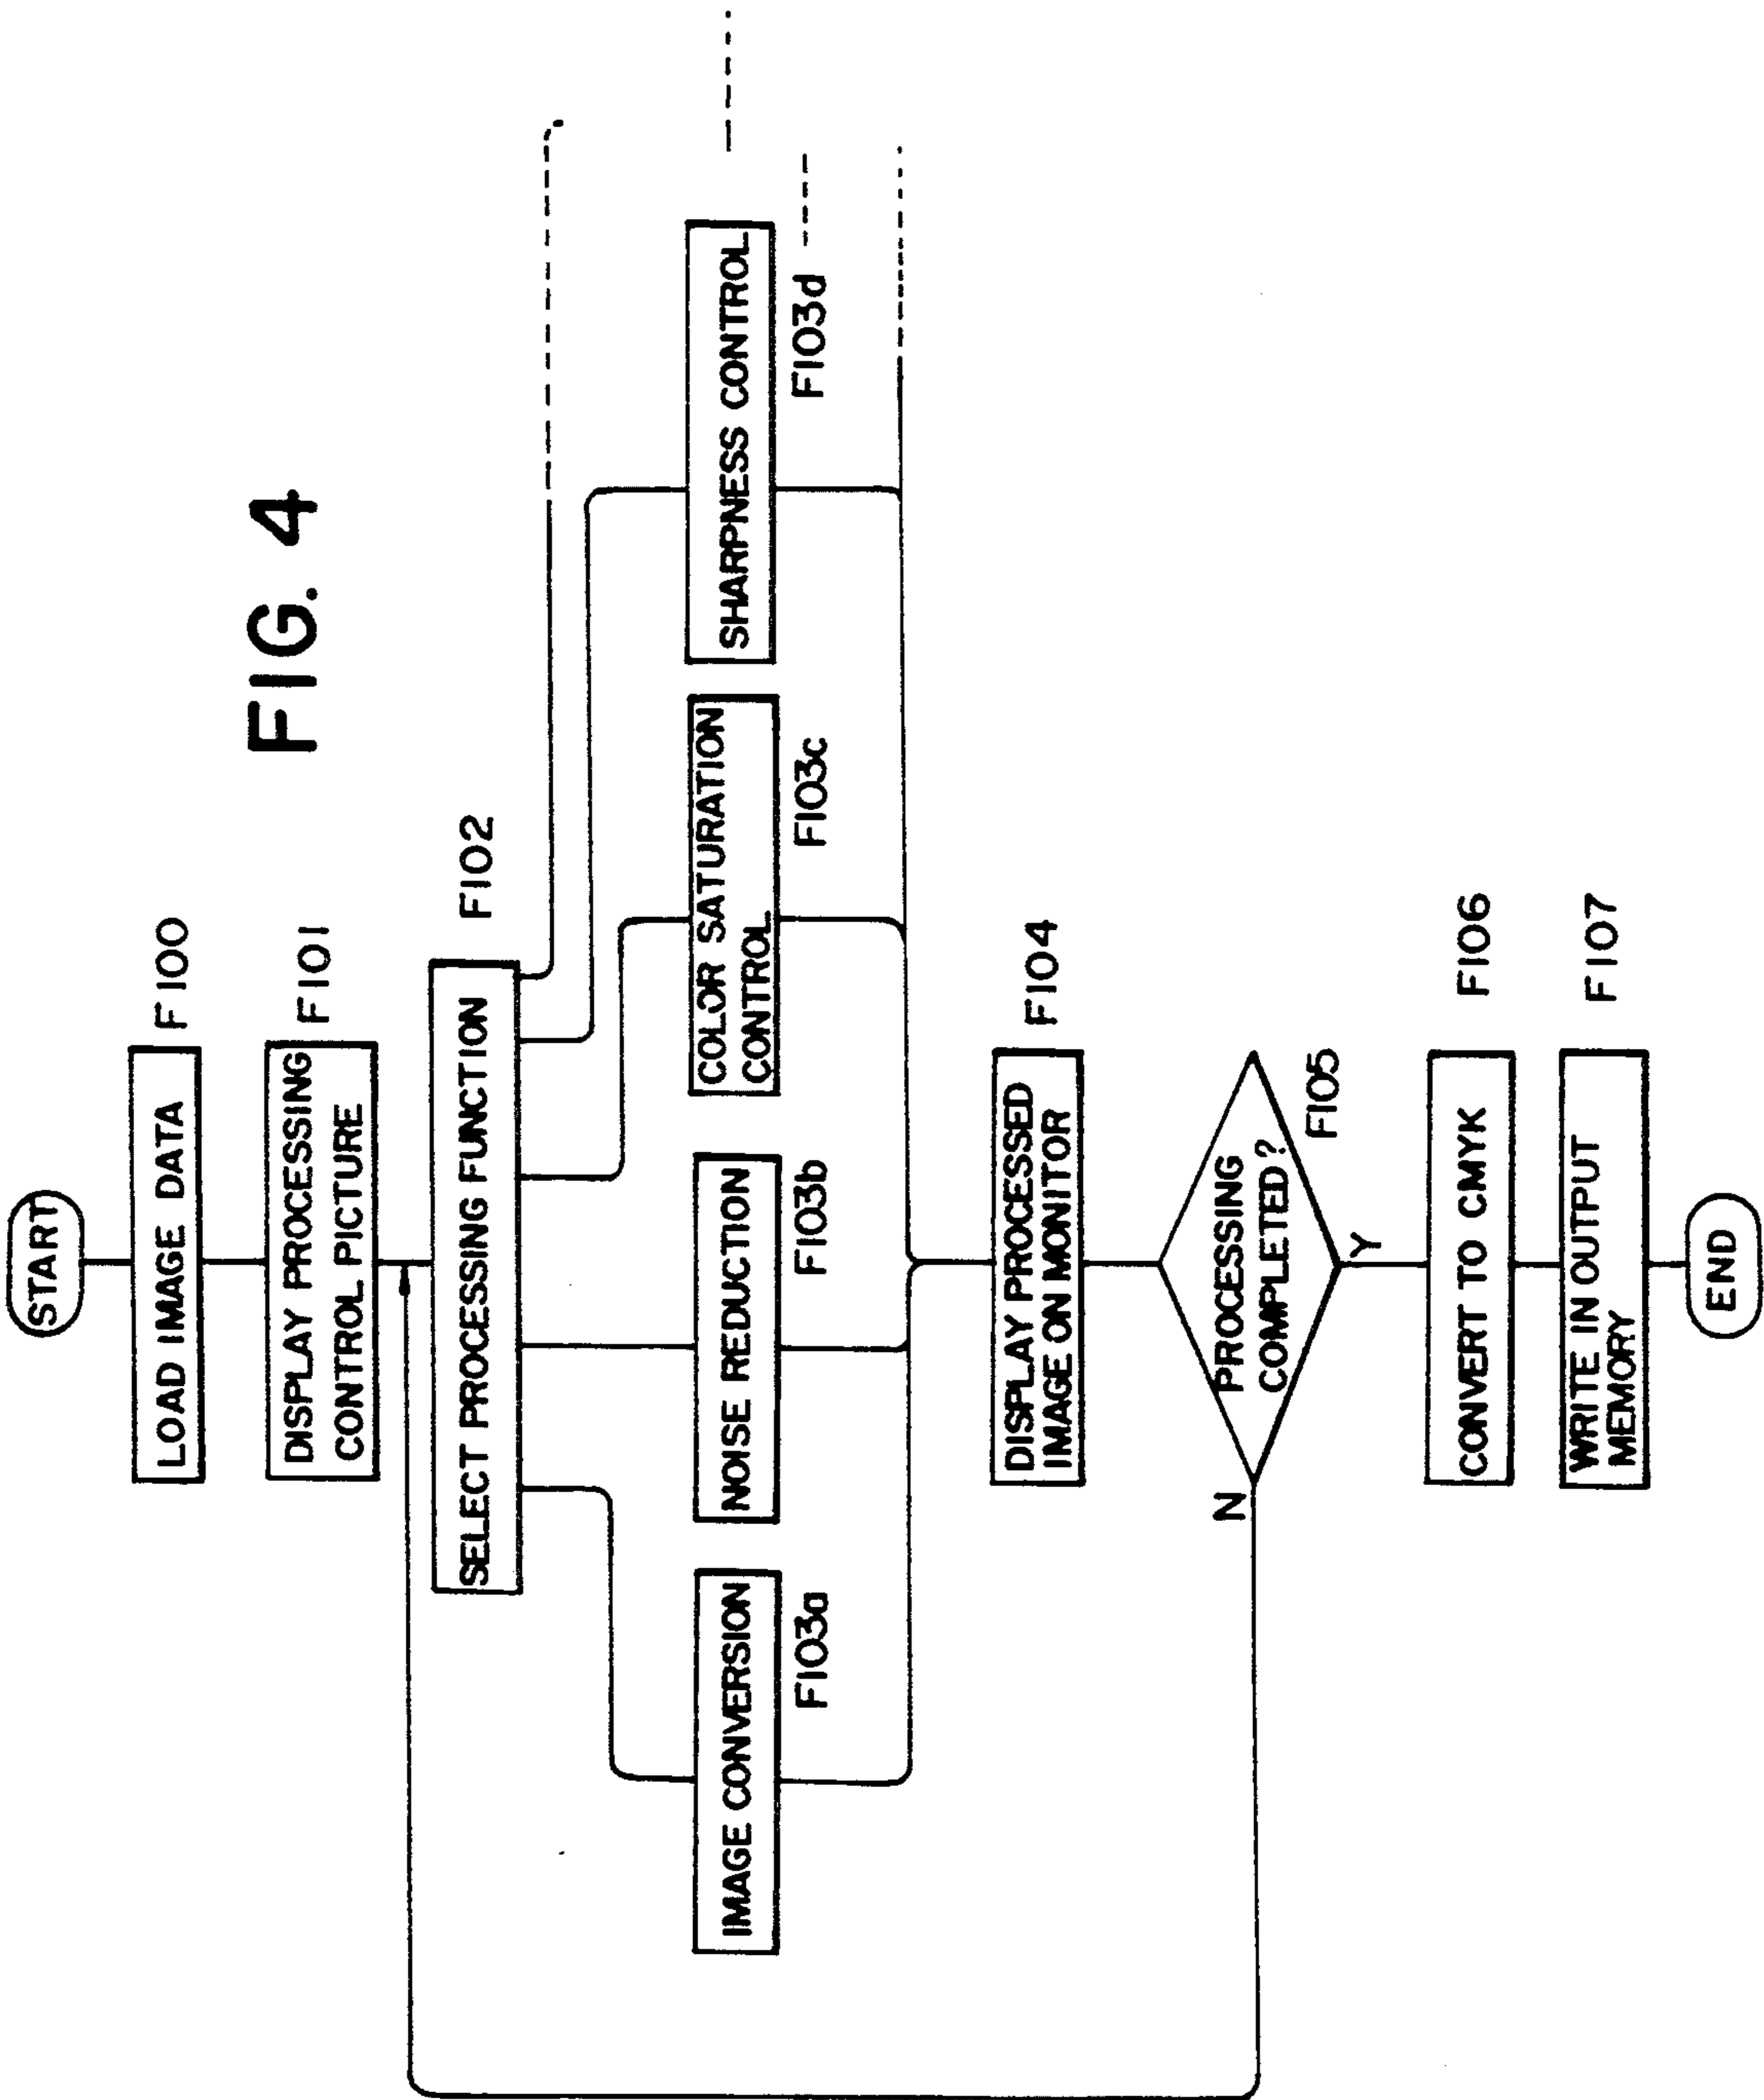 FIG. 4
START
LOAD IMAGE DATA
F100
DISPLAY PROCESSING
CONTROL PICTURE
F101
SELECT PROCESSING FUNCTION
F102
IMAGE CONVERSION
F103a
NOISE REDUCTION
F103b
COLOR SATURATION
CONTROL
F103c
SHARPNESS CONTROL
F103d
DISPLAY PROCESSED
IMAGE ON MONITOR
F104
PROCESSING
COMPLETED?
F105
N
Y
CONVERT TO CMYK
F106
WRITE IN OUTPUT
MEMORY
F107
END